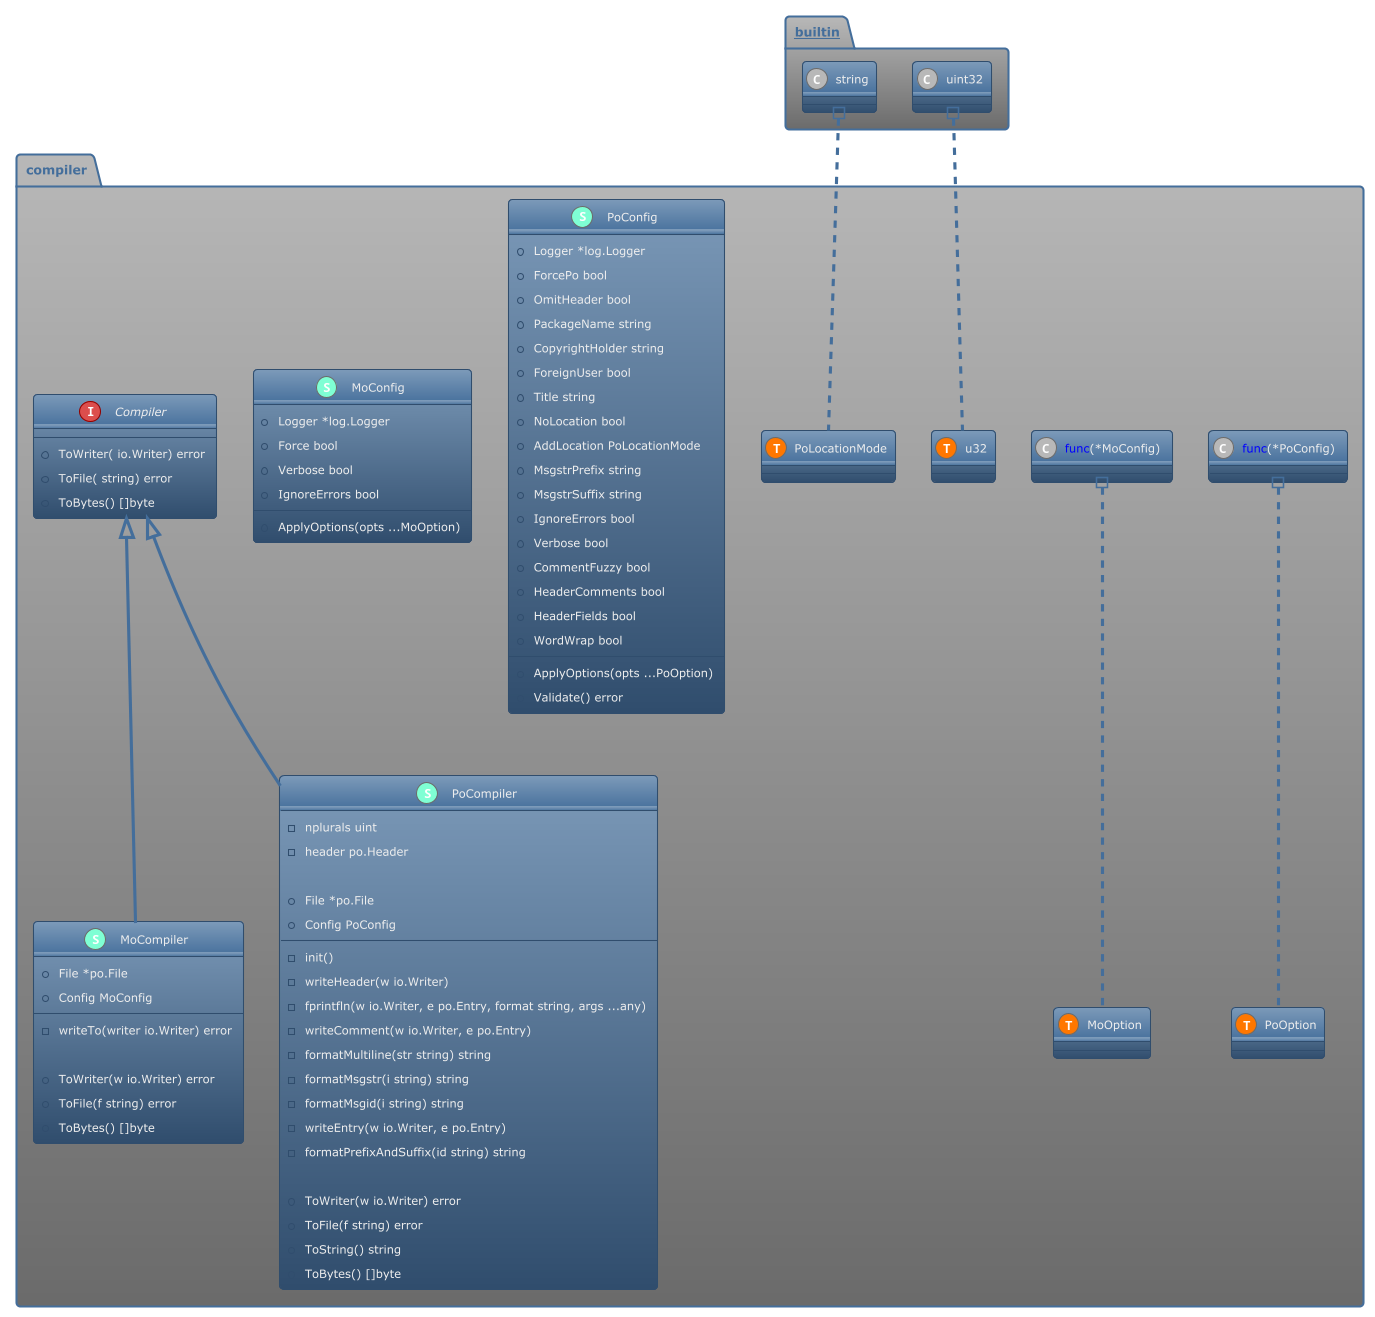 builtin
C string
C uint32
compiler
S PoConfig
Logger *log.Logger
ForcePo bool
OmitHeader bool
PackageName string
CopyrightHolder string
ForeignUser bool
Title string
NoLocation bool
AddLocation PoLocationMode
MsgstrPrefix string
MsgstrSuffix string
IgnoreErrors bool
Verbose bool
CommentFuzzy bool
HeaderComments bool
HeaderFields bool
WordWrap bool
ApplyOptions(opts ...PoOption)
Validate() error
I Compiler
ToWriter( io.Writer) error
ToFile( string) error
ToBytes() []byte
S MoConfig
Logger *log.Logger
Force bool
Verbose bool
IgnoreErrors bool
ApplyOptions(opts ...MoOption)
T PoLocationMode
T u32
C func(*MoConfig)
C func(*PoConfig)
S MoCompiler
File *po.File
Config MoConfig
writeTo(writer io.Writer) error
ToWriter(w io.Writer) error
ToFile(f string) error
ToBytes() []byte
S PoCompiler
nplurals uint
header po.Header
File *po.File
Config PoConfig
init()
writeHeader(w io.Writer)
fprintfln(w io.Writer, e po.Entry, format string, args ...any)
writeComment(w io.Writer, e po.Entry)
formatMultiline(str string) string
formatMsgstr(i string) string
formatMsgid(i string) string
writeEntry(w io.Writer, e po.Entry)
formatPrefixAndSuffix(id string) string
ToWriter(w io.Writer) error
ToFile(f string) error
ToString() string
ToBytes() []byte
T MoOption
T PoOption